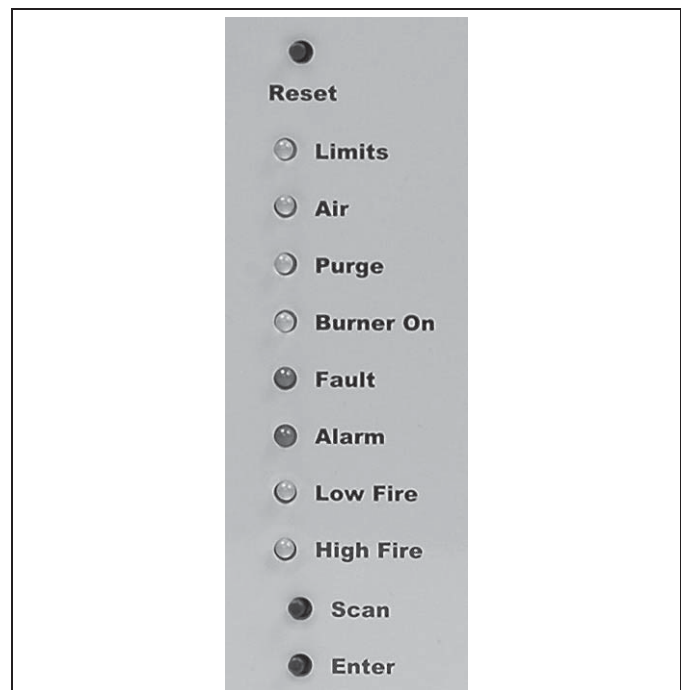 Reset
Limits
Air
Purge
Burner On
Fault
Alarm
Low Fire
High Fire
Scan
Enter